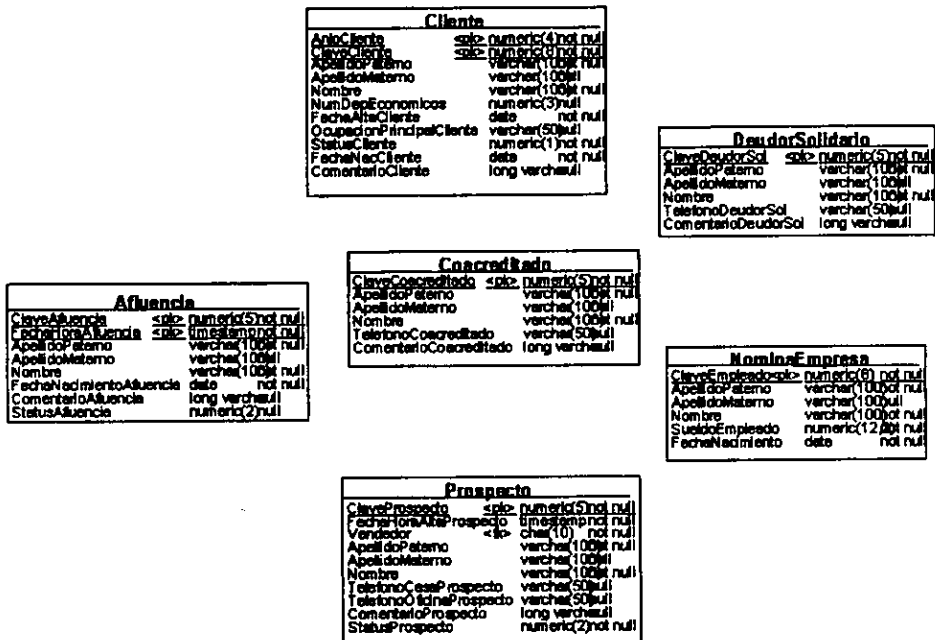 Cliente
AnioCliente <pk> numeric(4) not null
ClaveCliente <pk> numeric(8) not null
ApellidoPaterno varchar(100) not null
ApellidoMaterno varchar(100) null
Nombre varchar(100) not null
NumDepEconomicos numeric(3) null
FechaAltaCliente date not null
OcupacionPrincipalCliente varchar(50) null
StatusCliente numeric(1) not null
FechaNacCliente date not null
ComentarioCliente long varchar null
DeudorSolidario
ClaveDeudorSol <pk> numeric(5) not null
ApellidoPaterno varchar(100) not null
ApellidoMaterno varchar(100) null
Nombre varchar(100) not null
TelefonoDeudorSol varchar(50) null
ComentarioDeudorSol long varchar null
Coacreditado
ClaveCoacreditado <pk> numeric(5) not null
ApellidoPaterno varchar(100) not null
ApellidoMaterno varchar(100) null
Nombre varchar(100) not null
TelefonoCoacreditado varchar(50) null
ComentarioCoacreditado long varchar null
Afluencia
ClaveAfluencia <pk> numeric(5) not null
FechaHoraAfluencia <pk> timestamp not null
ApellidoPaterno varchar(100) not null
ApellidoMaterno varchar(100) null
Nombre varchar(100) not null
FechaNacimientoAfluencia date not null
ComentarioAfluencia long varchar null
StatusAfluencia numeric(2) null
NominaEmpresa
ClaveEmpleado <pk> numeric(8) not null
ApellidoPaterno varchar(100) not null
ApellidoMaterno varchar(100) null
Nombre varchar(100) not null
SueldoEmpleado numeric(12, not null
FechaNacimiento date not null
Prospecto
ClaveProspecto <pk> numeric(5) not null
FechaHoraAltaProspecto timestamp not null
Vendedor <fk> char(10) not null
ApellidoPaterno varchar(100) not null
ApellidoMaterno varchar(100) null
Nombre varchar(100) not null
TelefonoCasaProspecto varchar(50) null
TelefonoOficinaProspecto varchar(50) null
ComentarioProspecto long varchar null
StatusProspecto numeric(2) not null